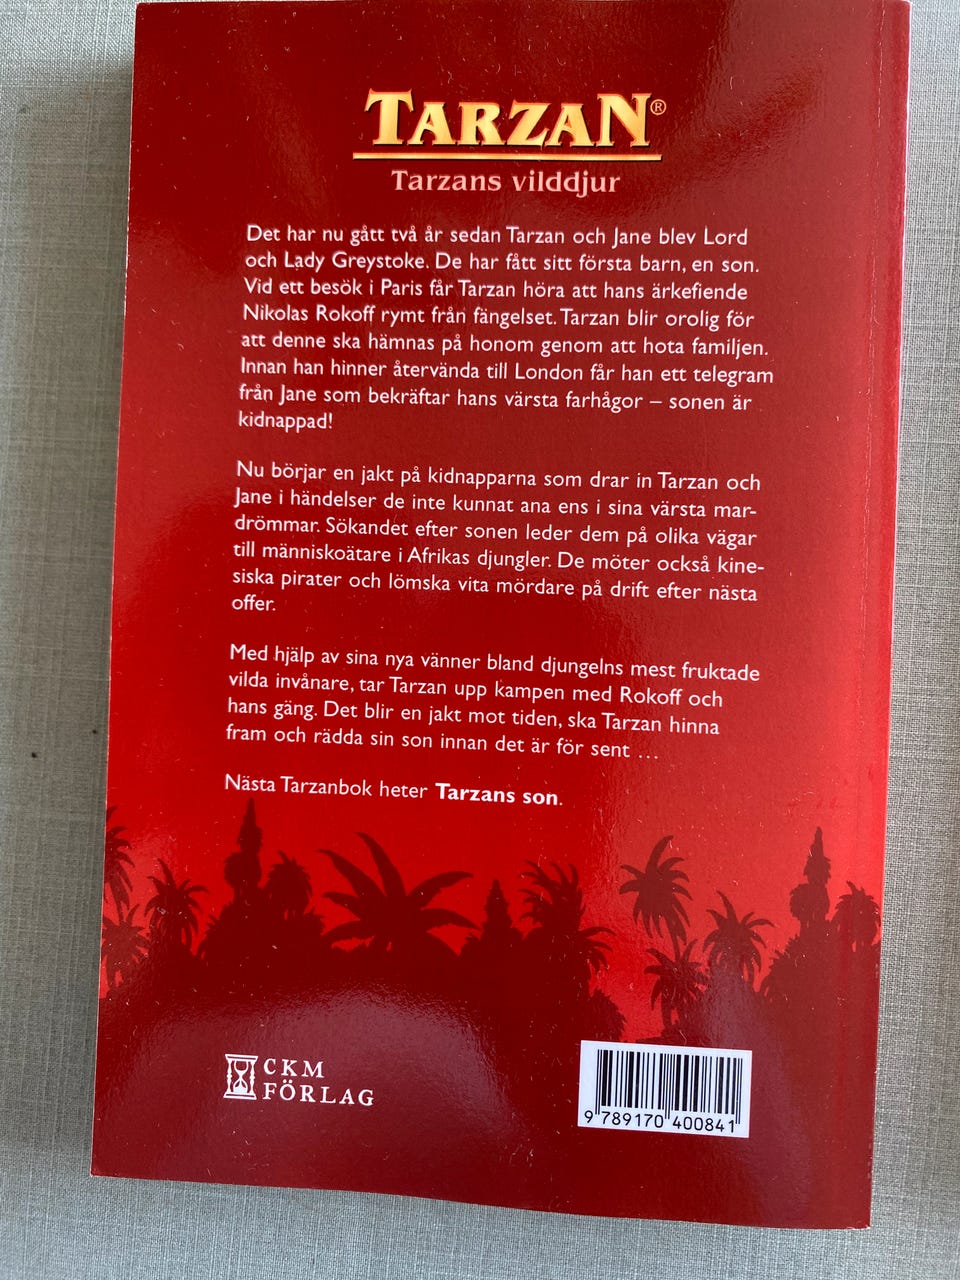 TARZAN®
Tarzans vilddjur
Det har nu gått två år sedan Tarzan och Jane blev Lord
och Lady Greystoke. De har fått sitt första barn, en son.
Vid ett besök i Paris får Tarzan höra att hans ärkefiende
Nikolas Rokoff rymt från fängelset. Tarzan blir orolig för
att denne ska hämnas på honom genom att hota familjen.
Innan han hinner återvända till London får han ett telegram
från Jane som bekräftar hans värsta farhågor – sonen är
kidnappad!
Nu börjar en jakt på kidnapparna som drar in Tarzan och
Jane i händelser de inte kunnat ana ens i sina värsta mar-
drömmar. Sökandet efter sonen leder dem på olika vägar
till människoätare i Afrikas djungler. De möter också kine-
siska pirater och lömska vita mördare på drift efter nästa
offer.
Med hjälp av sina nya vänner bland djungelns mest fruktade
vilda invånare, tar Tarzan upp kampen med Rokoff och
hans gäng. Det blir en jakt mot tiden, ska Tarzan hinna
fram och rädda sin son innan det är för sent ...
Nästa Tarzanbok heter Tarzans son.
CKM
FÖRLAG
9 789170 400841